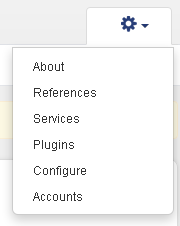 About
References
Services
Plugins
Configure
Accounts